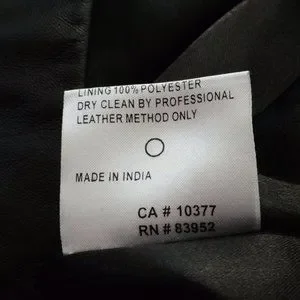 LINING 100% POLYESTER
DRY CLEAN BY PROFESSIONAL
LEATHER METHOD ONLY
MADE IN INDIA
CA # 10377
RN # 83952